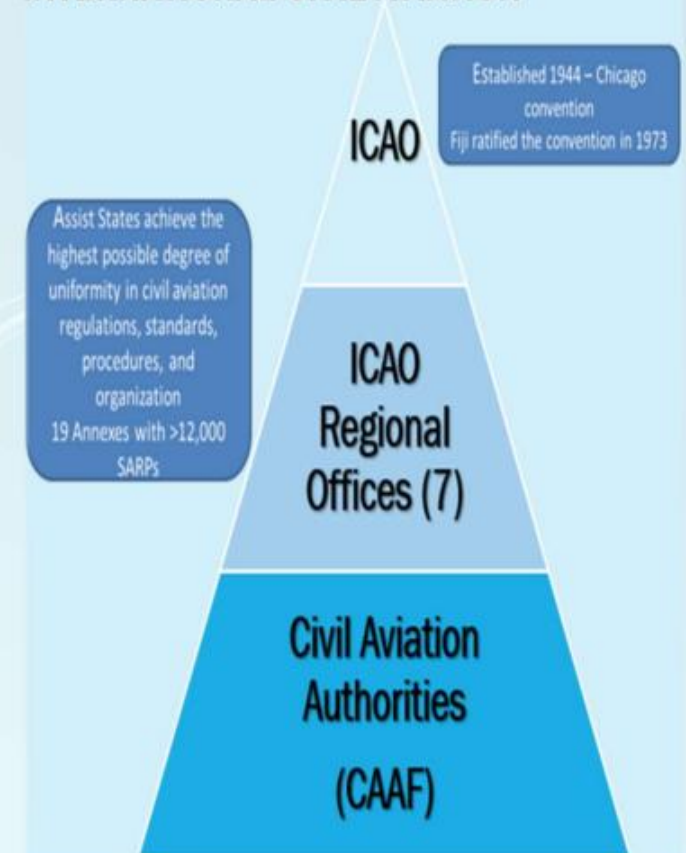 ICAO
Established 1944 – Chicago
convention
Fiji ratified the convention in 1973
Assist States achieve the
highest possible degree of
uniformity in civil aviation
regulations, standards,
procedures, and
organization
19 Annexes with >12,000
SARPs
ICAO
Regional
Offices (7)
Civil Aviation
Authorities
(CAAF)